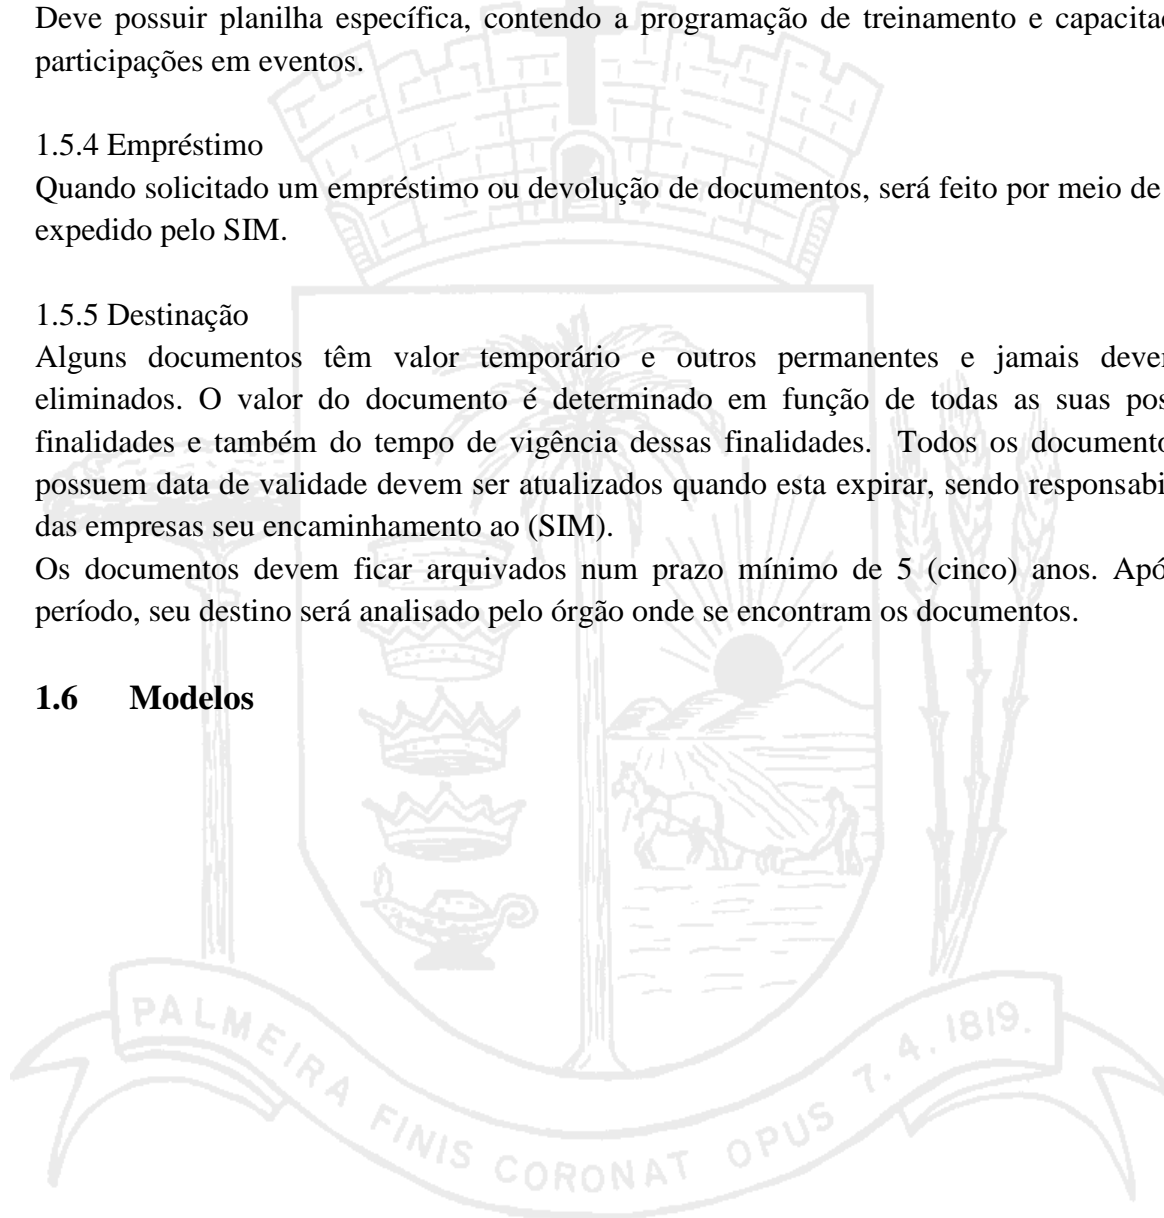 Deve possuir planilha específica, contendo a programação de treinamento e capacitaç
participações em eventos.
1.5.4 Empréstimo
Quando solicitado um empréstimo ou devolução de documentos, será feito por meio de
expedido pelo SIM.
1.5.5 Destinação
Alguns documentos têm valor temporário e outros permanentes e jamais dever
eliminados. O valor do documento é determinado em função de todas as suas pos
finalidades e também do tempo de vigência dessas finalidades. Todos os documento
possuem data de validade devem ser atualizados quando esta expirar, sendo responsabi
das empresas seu encaminhamento ao (SIM).
Os documentos devem ficar arquivados num prazo mínimo de 5 (cinco) anos. Apó
período, seu destino será analisado pelo órgão onde se encontram os documentos.
1.6 Modelos
PALMEIRA FINIS CORONAT OPUS 7. 4. 1819.